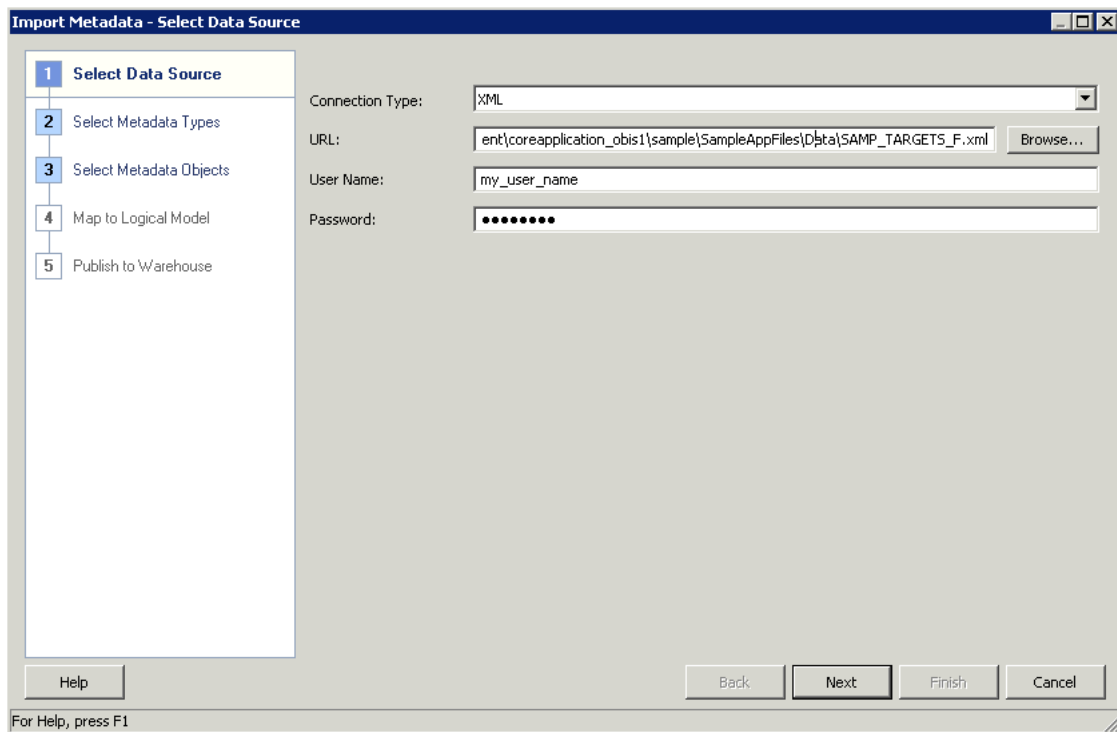 Import Metadata - Select Data Source
1 Select Data Source
2 Select Metadata Types
3 Select Metadata Objects
4 Map to Logical Model
5 Publish to Warehouse
Connection Type: XML
URL: ent\coreapplication_obis1\sample\SampleAppFiles\Data\SAMP_TARGETS_F.xml Browse...
User Name: my_user_name
Password: ●●●●●●●●
Help Back Next Finish Cancel
For Help, press F1